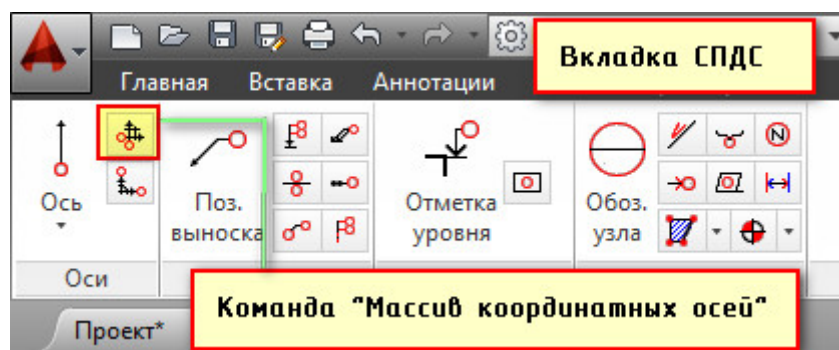 Вкладка СПДС
Главная Вставка Аннотации
Ось
Поз.
выноска
Отметка
уровня
Обоз.
узла
N
Оси
Команда "Массив координатных осей"
Проект*